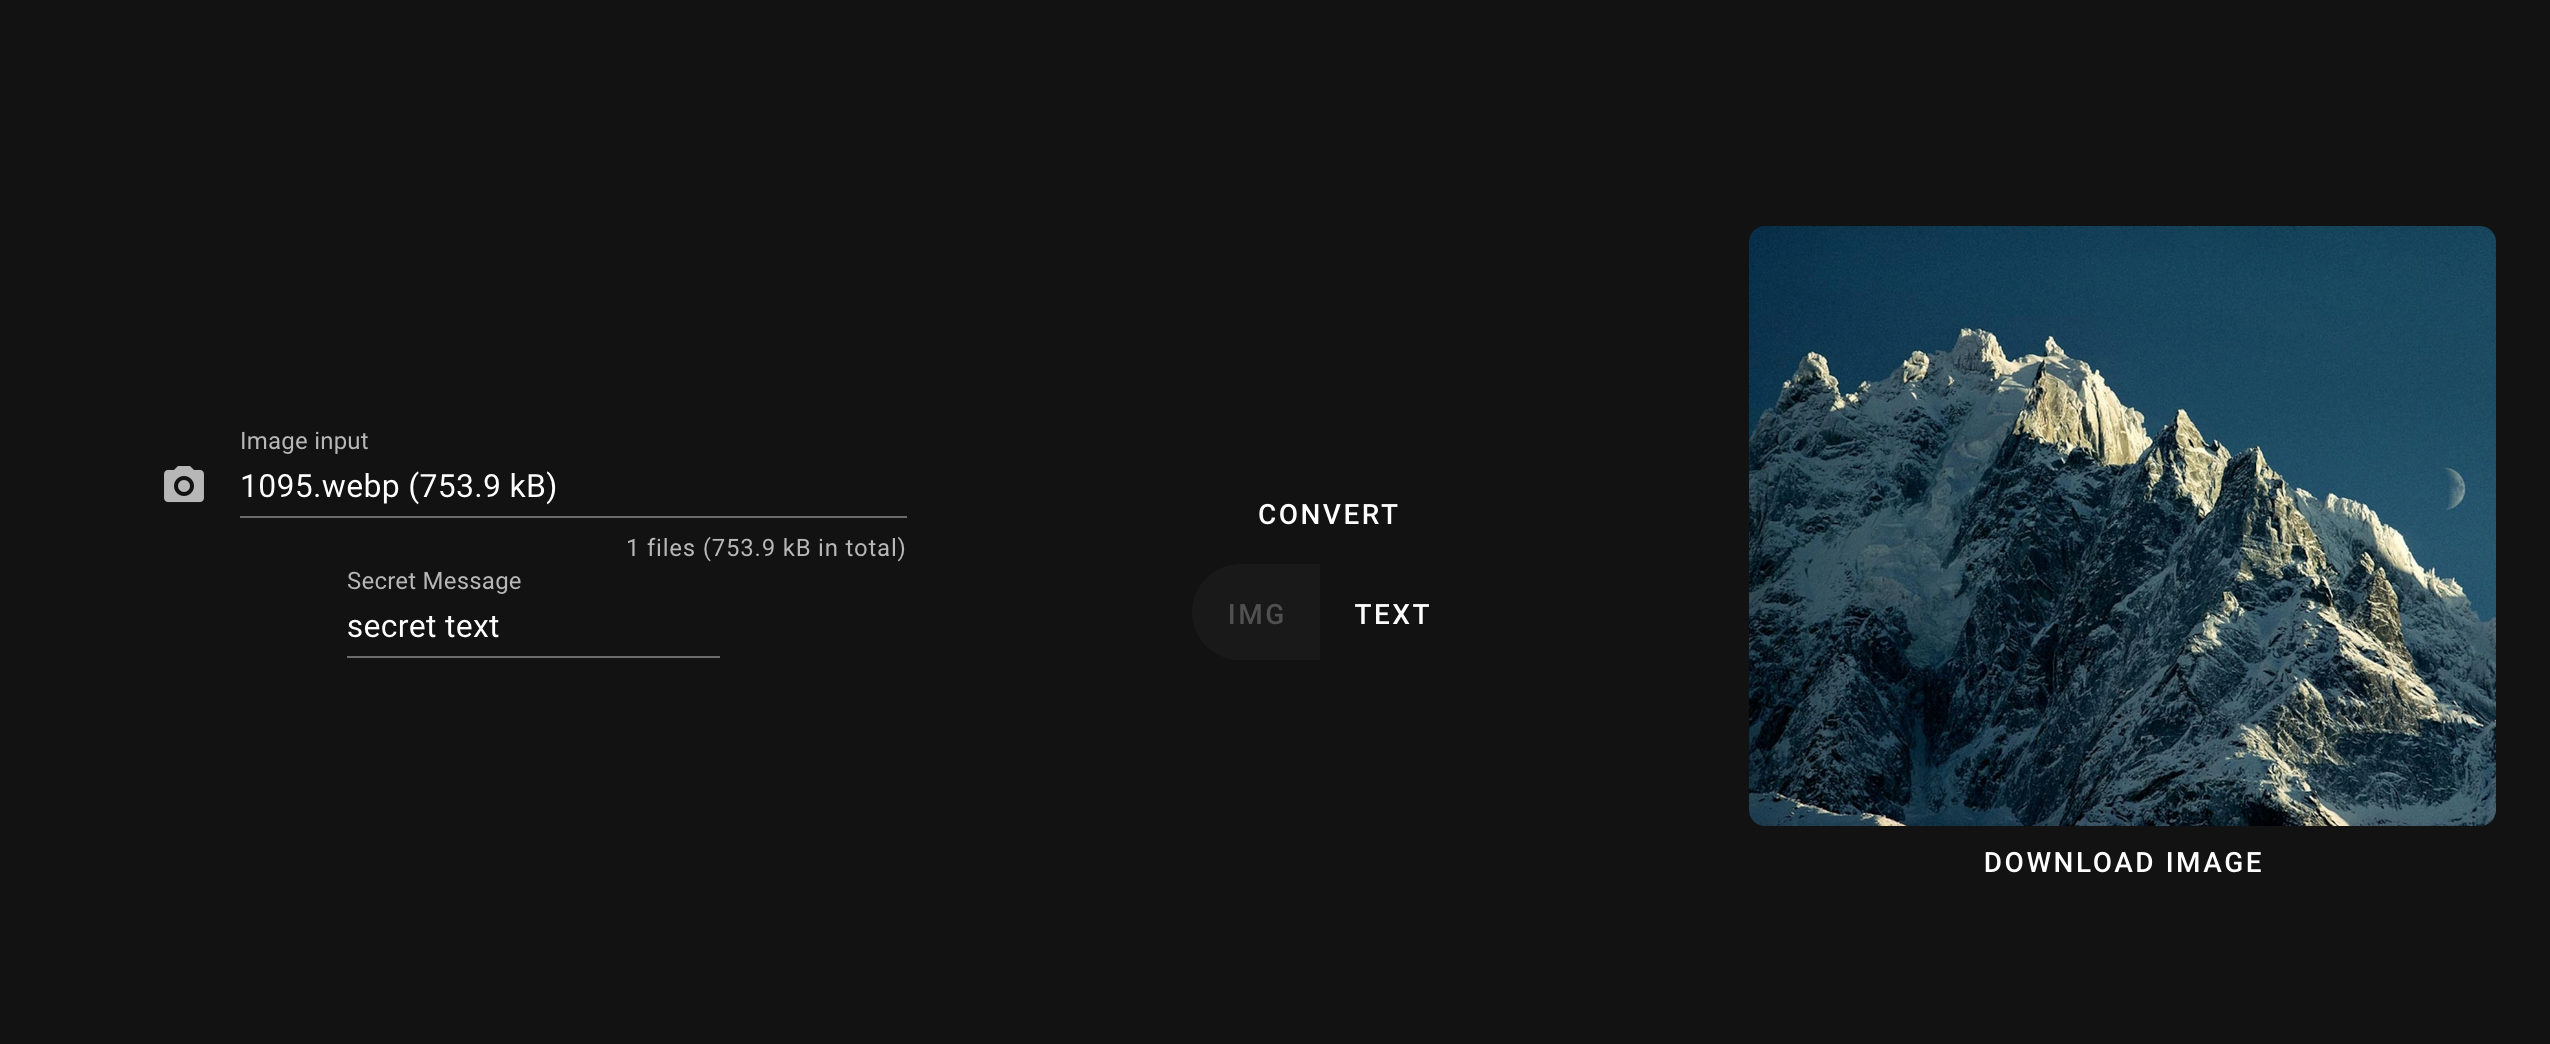 Image input
1095.webp (753.9 kB)
1 files (753.9 kB in total)
Secret Message
secret text
CONVERT
IMG TEXT
DOWNLOAD IMAGE